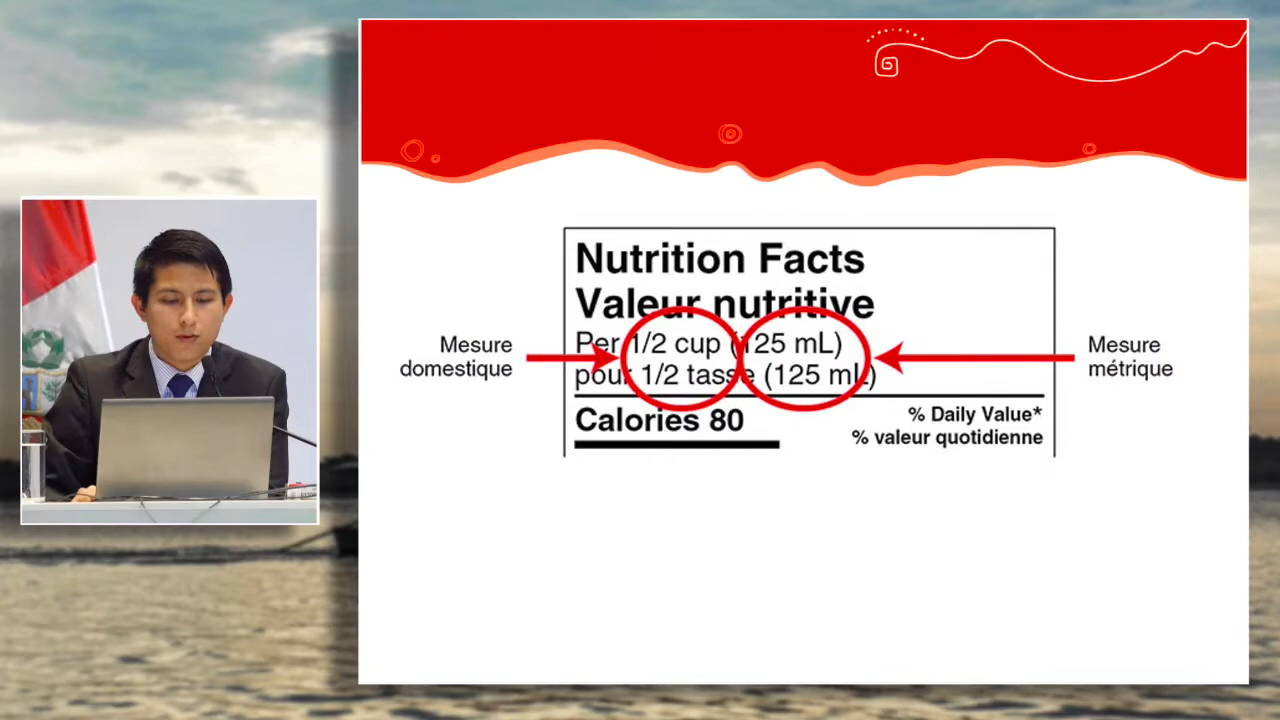 Nutrition Facts
Valeur nutritive
Per 1/2 cup (125 mL)
pour 1/2 tasse (125 mL)
Mesure
domestique
Mesure
métrique
Calories 80
% Daily Value*
% valeur quotidienne